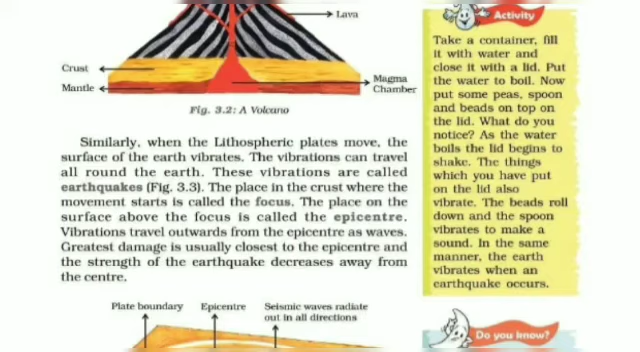 Lava
Crust
Mantle
Magma
Chamber
Fig. 3.2: A Volcano
Similarly, when the Lithospheric plates move, the
surface of the earth vibrates. The vibrations can travel
all round the earth. These vibrations are called
earthquakes (Fig. 3.3). The place in the crust where the
movement starts is called the focus. The place on the
surface above the focus is called the epicentre.
Vibrations travel outwards from the epicentre as waves.
Greatest damage is usually closest to the epicentre and
the strength of the earthquake decreases away from
the centre.
Plate boundary
Epicentre
Seismic waves radiate
out in all directions
Activity
Take a container, fill
it with water and
close it with a lid. Put
the water to boil. Now
put some peas, spoon
and beads on top on
the lid. What do you
notice? As the water
boils the lid begins to
shake. The things
which you have put
on the lid also
vibrate. The beads roll
down and the spoon
vibrates to make a
sound. In the same
manner, the earth
vibrates when an
earthquake occurs.
Do you know?